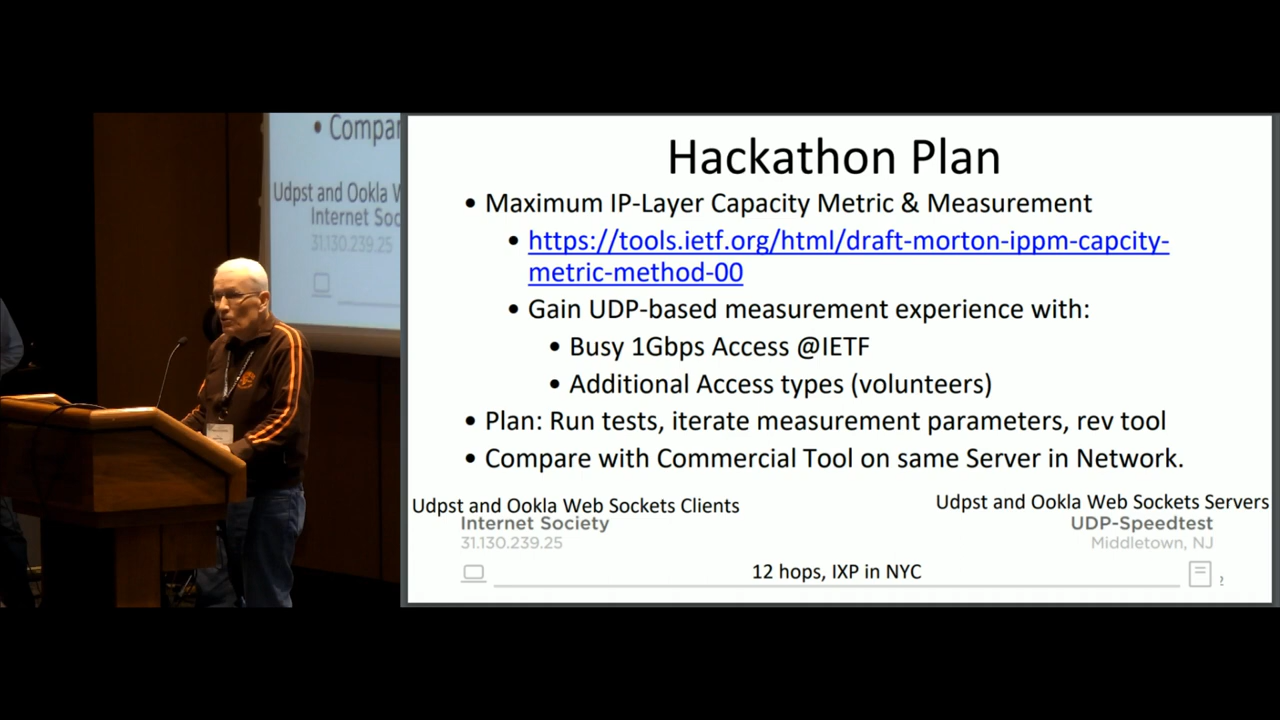 • Compar
Udpst and Ookla W
Internet Soc
31.130.239.25
Hackathon Plan
• Maximum IP-Layer Capacity Metric & Measurement
• https://tools.ietf.org/html/draft-morton-ippm-capcity-
metric-method-00
• Gain UDP-based measurement experience with:
• Busy 1Gbps Access @IETF
• Additional Access types (volunteers)
• Plan: Run tests, iterate measurement parameters, rev tool
• Compare with Commercial Tool on same Server in Network.
Udpst and Ookla Web Sockets Clients
Udpst and Ookla Web Sockets Servers
Internet Society
UDP-Speedtest
31.130.239.25
Middletown, NJ
12 hops, IXP in NYC
2